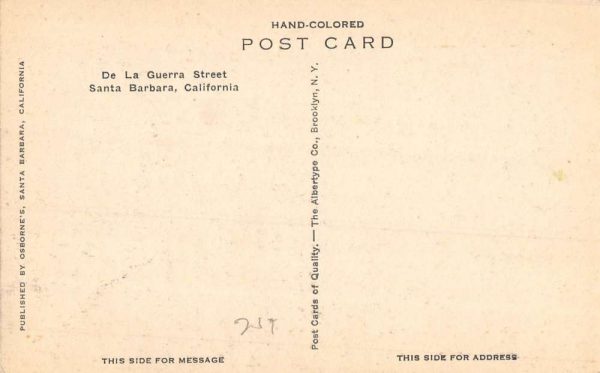 HAND-COLORED
POST CARD
De La Guerra Street
Santa Barbara, California
PUBLISHED BY OSBORNE'S, SANTA BARBARA, CALIFORNIA
Post Cards of Quality.—The Albertype Co., Brooklyn, N. Y.
THIS SIDE FOR MESSAGE
THIS SIDE FOR ADDRESS